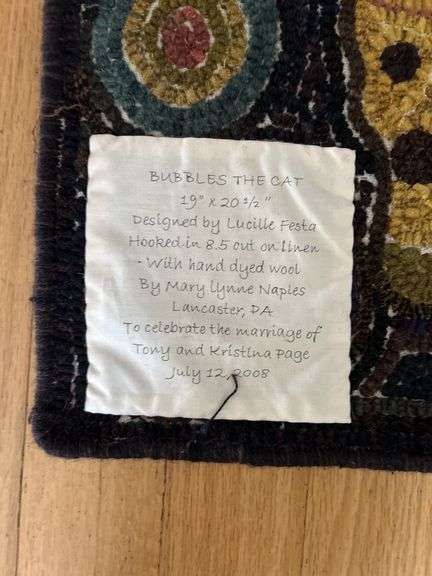 BUBBLES THE CAT
19" x 20 1/2"
Designed by Lucille Festa
Hooked in 8.5 cut on linen
- With hand dyed wool
By Mary Lynne Naples
Lancaster, PA
To celebrate the marriage of
Tony and Kristina Page
July 12, 2008